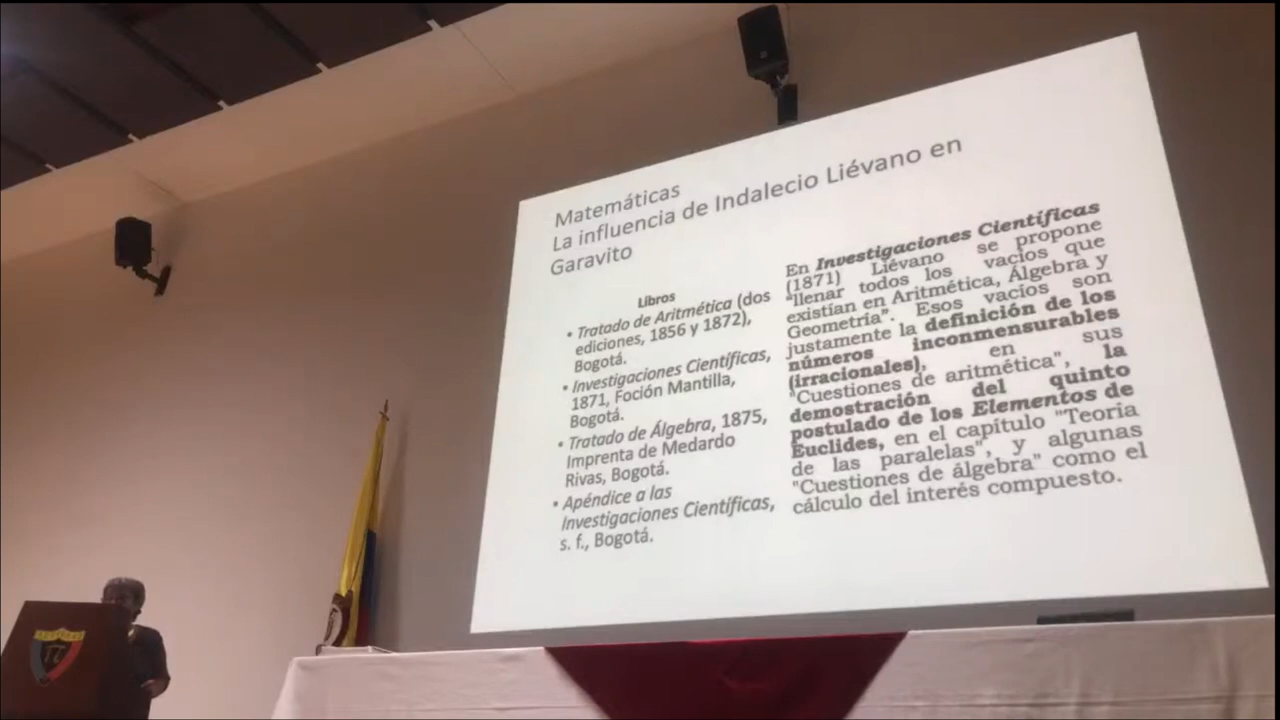 Matemáticas
La influencia de Indalecio Liévano en
Garavito
Libros
• Tratado de Aritmética (dos
ediciones, 1856 y 1872),
Bogotá.
• Investigaciones Científicas,
1871, Foción Mantilla,
Bogotá.
• Tratado de Álgebra, 1875,
Imprenta de Medardo
Rivas, Bogotá.
• Apéndice a las
Investigaciones Científicas,
s. f., Bogotá.
En Investigaciones Científicas
(1871) Liévano se propone
"llenar todos los vacíos que
existían en Aritmética, Álgebra y
Geometría". Esos vacíos son
justamente la definición de los
números inconmensurables
(irracionales), en sus
"Cuestiones de aritmética", la
demostración del quinto
postulado de los Elementos de
Euclides, en el capítulo "Teoría
de las paralelas", y algunas
"Cuestiones de álgebra" como el
cálculo del interés compuesto.
π